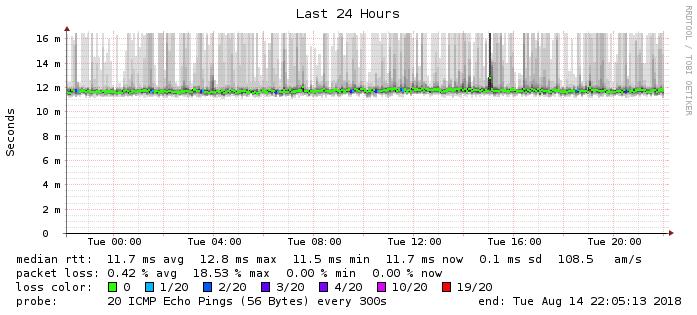 Last 24 Hours
RRDTOOL / TOBI OETIKER
Seconds
16 m
14 m
12 m
10 m
8 m
6 m
4 m
2 m
0
Tue 00:00 Tue 04:00 Tue 08:00 Tue 12:00 Tue 16:00 Tue 20:00
median rtt: 11.7 ms avg 12.8 ms max 11.5 ms min 11.7 ms now 0.1 ms sd 108.5 am/s
packet loss: 0.42 % avg 18.53 % max 0.00 % min 0.00 % now
loss color: 0 1/20 2/20 3/20 4/20 10/20 19/20
probe: 20 ICMP Echo Pings (56 Bytes) every 300s end: Tue Aug 14 22:05:13 2018